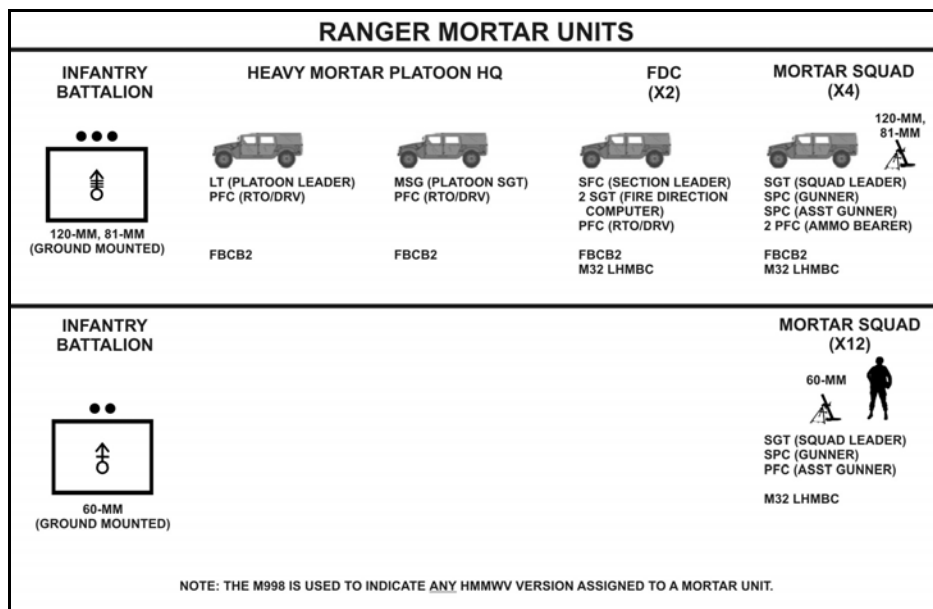 RANGER MORTAR UNITS
INFANTRY
BATTALION
120-MM, 81-MM
(GROUND MOUNTED)
HEAVY MORTAR PLATOON HQ
LT (PLATOON LEADER)
PFC (RTO/DRV)
FBCB2
MSG (PLATOON SGT)
PFC (RTO/DRV)
FBCB2
FDC
(X2)
SFC (SECTION LEADER)
2 SGT (FIRE DIRECTION
COMPUTER)
PFC (RTO/DRV)
FBCB2
M32 LHMBC
MORTAR SQUAD
(X4)
120-MM,
81-MM
SGT (SQUAD LEADER)
SPC (GUNNER)
SPC (ASST GUNNER)
2 PFC (AMMO BEARER)
FBCB2
M32 LHMBC
INFANTRY
BATTALION
60-MM
(GROUND MOUNTED)
MORTAR SQUAD
(X12)
60-MM
SGT (SQUAD LEADER)
SPC (GUNNER)
PFC (ASST GUNNER)
M32 LHMBC
NOTE: THE M998 IS USED TO INDICATE ANY HMMWV VERSION ASSIGNED TO A MORTAR UNIT.